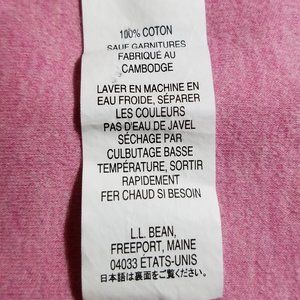 100% COTON
SAUF GARNITURES
FABRIQUÉ AU
CAMBODGE
LAVER EN MACHINE EN
EAU FROIDE, SÉPARER
LES COULEURS
PAS D'EAU DE JAVEL
SÉCHAGE PAR
CULBUTAGE BASSE
TEMPÉRATURE, SORTIR
RAPIDEMENT
FER CHAUD SI BESOIN
L.L. BEAN,
FREEPORT, MAINE
04033 ÉTATS-UNIS
日本語は裏面をご覧ください。